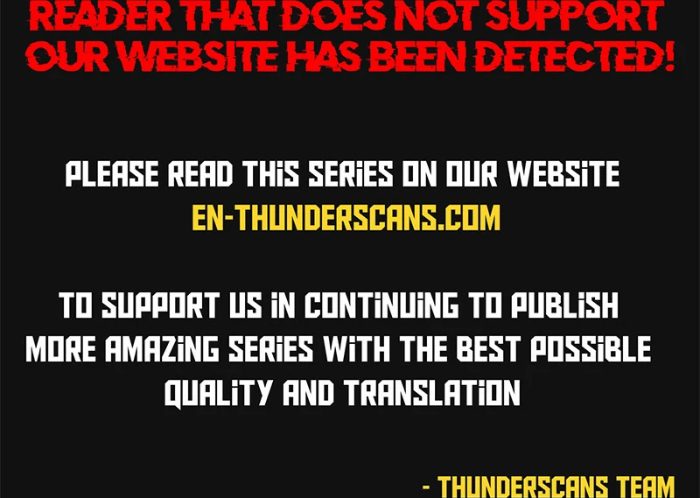 READER THAT DOES NOT SUPPORT
OUR WEBSITE HAS BEEN DETECTED!
PLEASE READ THIS SERIES ON OUR WEBSITE
EN-THUNDERSCANS.COM
TO SUPPORT US IN CONTINUING TO PUBLISH
MORE AMAZING SERIES WITH THE BEST POSSIBLE
QUALITY AND TRANSLATION
- THUNDERSCANS TEAM